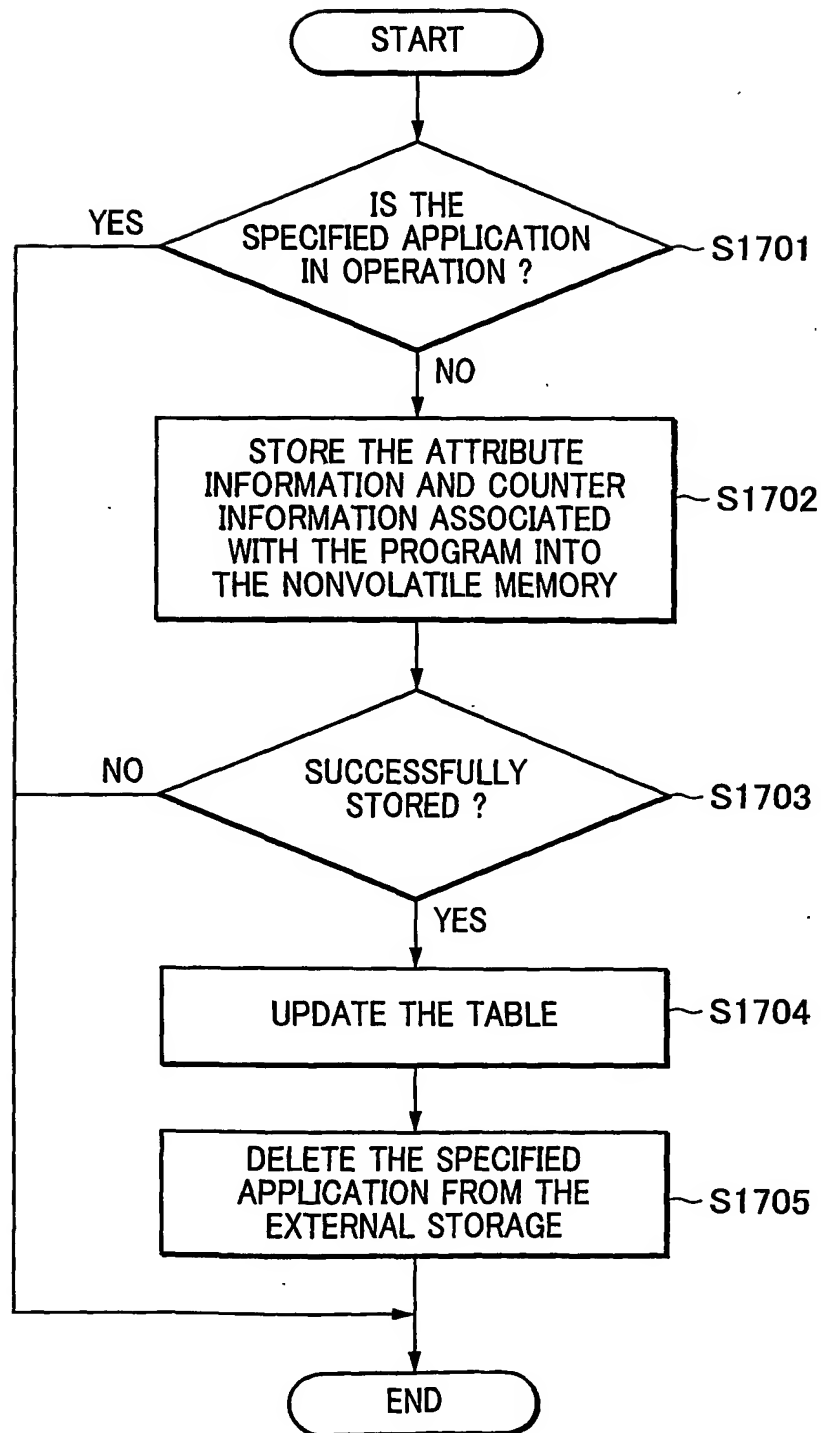 START
IS THE
SPECIFIED APPLICATION
IN OPERATION ?
YES
S1701
NO
STORE THE ATTRIBUTE
INFORMATION AND COUNTER
INFORMATION ASSOCIATED
WITH THE PROGRAM INTO
THE NONVOLATILE MEMORY
S1702
SUCCESSFULLY
STORED ?
NO
S1703
YES
UPDATE THE TABLE
S1704
DELETE THE SPECIFIED
APPLICATION FROM THE
EXTERNAL STORAGE
S1705
END